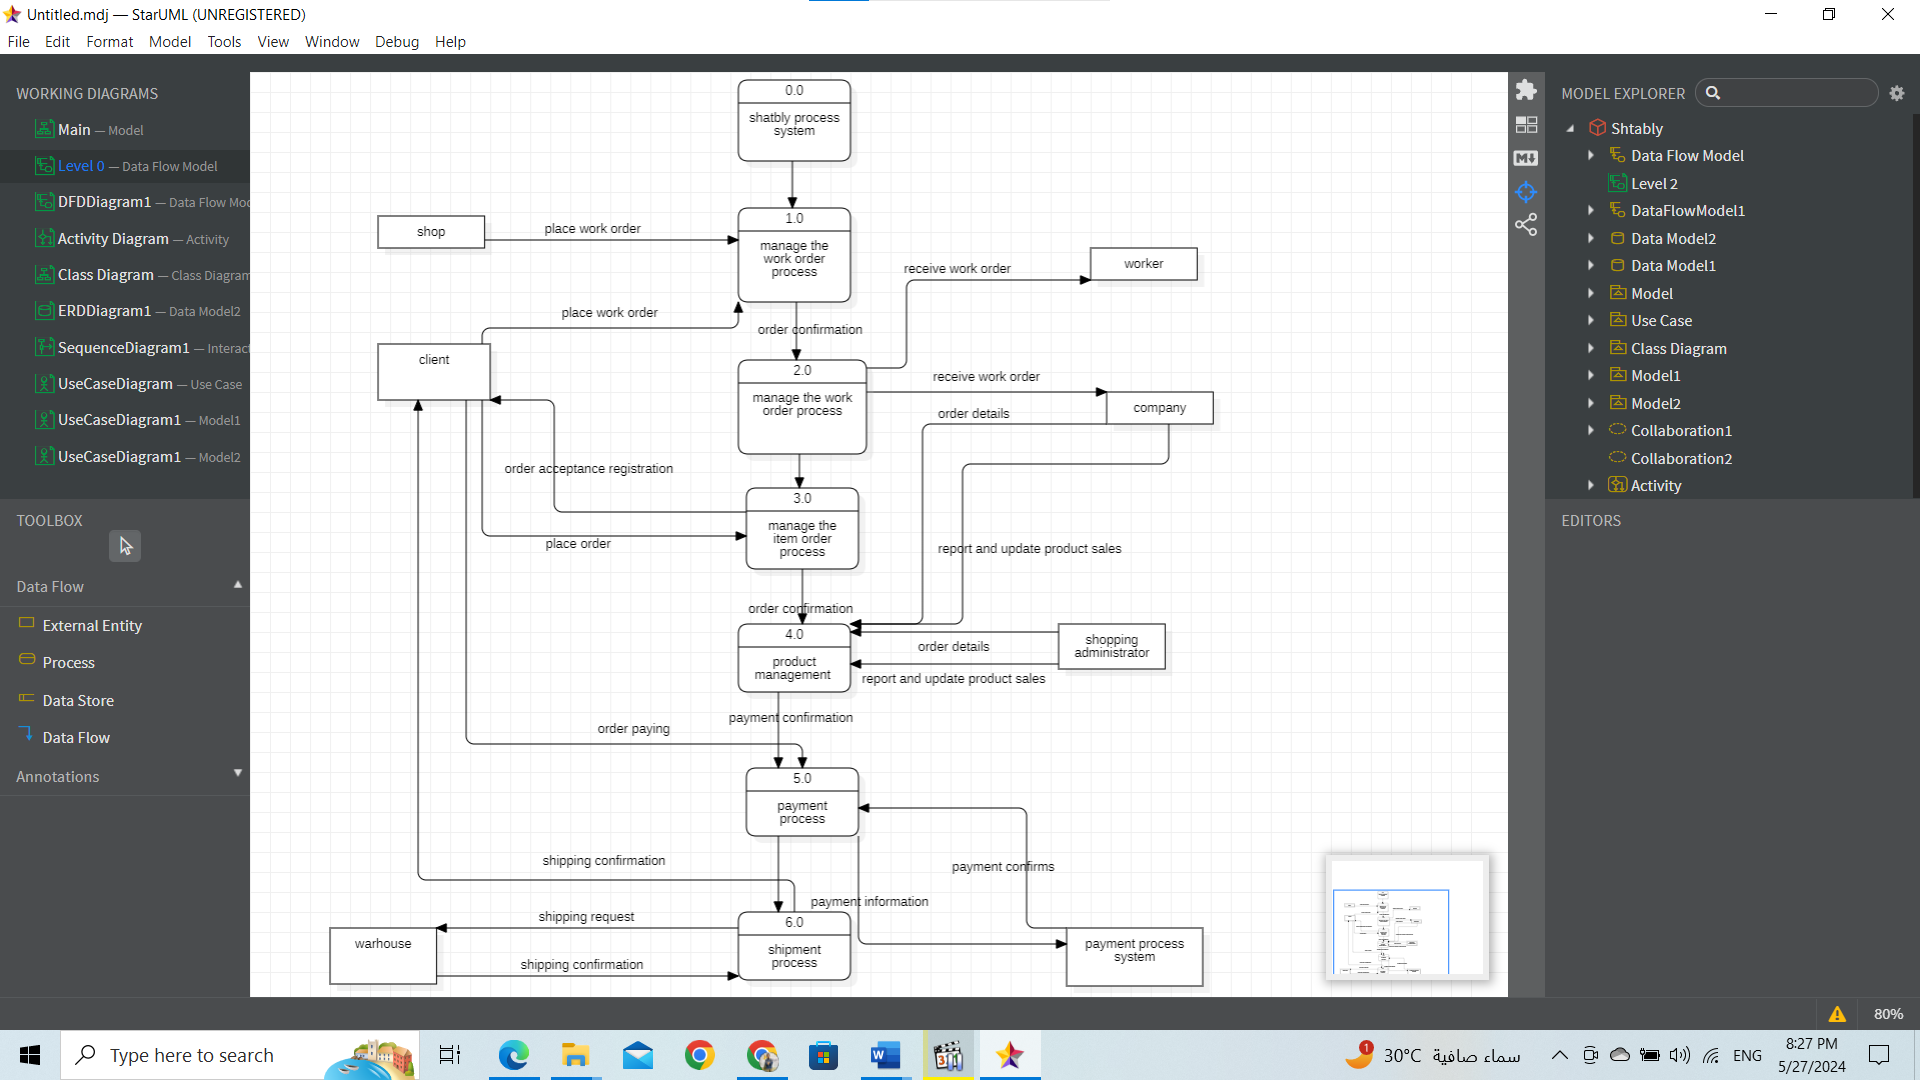 Untitled.mdj — StarUML (UNREGISTERED)
File Edit Format Model Tools View Window Debug Help
WORKING DIAGRAMS
Main — Model
Level 0 — Data Flow Model
DFDDiagram1 — Data Flow Mod
Activity Diagram — Activity
Class Diagram — Class Diagram
ERDDiagram1 — Data Model2
SequenceDiagram1 — Interact
UseCaseDiagram — Use Case
UseCaseDiagram1 — Model1
UseCaseDiagram1 — Model2
TOOLBOX
Data Flow
External Entity
Process
Data Store
Data Flow
Annotations
0.0
shatbly process
system
1.0
manage the
work order
process
shop
place work order
worker
receive work order
place work order
order confirmation
client
2.0
manage the work
order process
receive work order
company
order details
order acceptance registration
3.0
manage the
item order
process
place order
report and update product sales
order confirmation
4.0
product
management
shopping
administrator
order details
report and update product sales
payment confirmation
order paying
5.0
payment
process
shipping confirmation
payment confirms
payment information
shipping request
6.0
shipment
process
warhouse
shipping confirmation
payment process
system
MODEL EXPLORER
Shtably
Data Flow Model
Level 2
DataFlowModel1
Data Model2
Data Model1
Model
Use Case
Class Diagram
Model1
Model2
Collaboration1
Collaboration2
Activity
EDITORS
80%
Type here to search
1
30°C سماء صافية
ENG
8:27 PM
5/27/2024